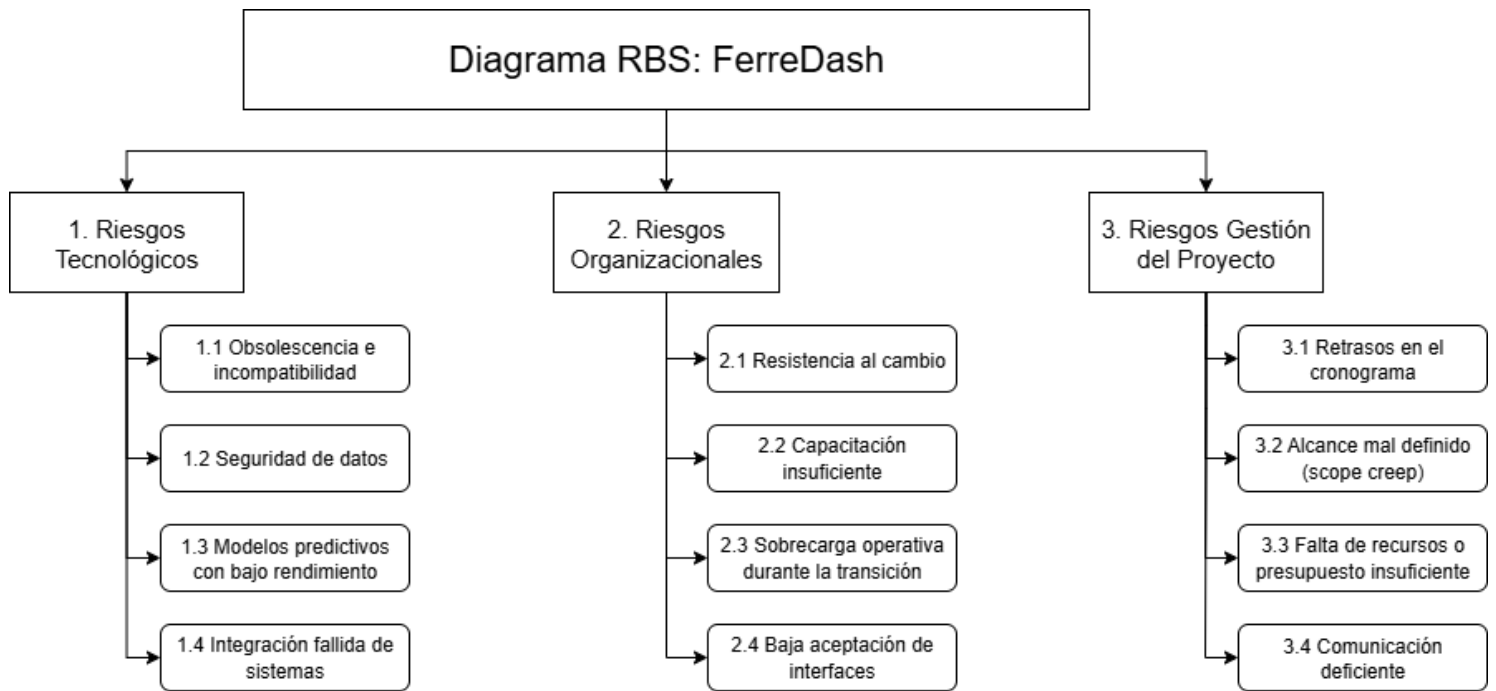 Diagrama RBS: FerreDash
1. Riesgos
Tecnológicos
2. Riesgos
Organizacionales
3. Riesgos Gestión
del Proyecto
1.1 Obsolescencia e
incompatibilidad
1.2 Seguridad de datos
1.3 Modelos predictivos
con bajo rendimiento
1.4 Integración fallida de
sistemas
2.1 Resistencia al cambio
2.2 Capacitación
insuficiente
2.3 Sobrecarga operativa
durante la transición
2.4 Baja aceptación de
interfaces
3.1 Retrasos en el
cronograma
3.2 Alcance mal definido
(scope creep)
3.3 Falta de recursos o
presupuesto insuficiente
3.4 Comunicación
deficiente